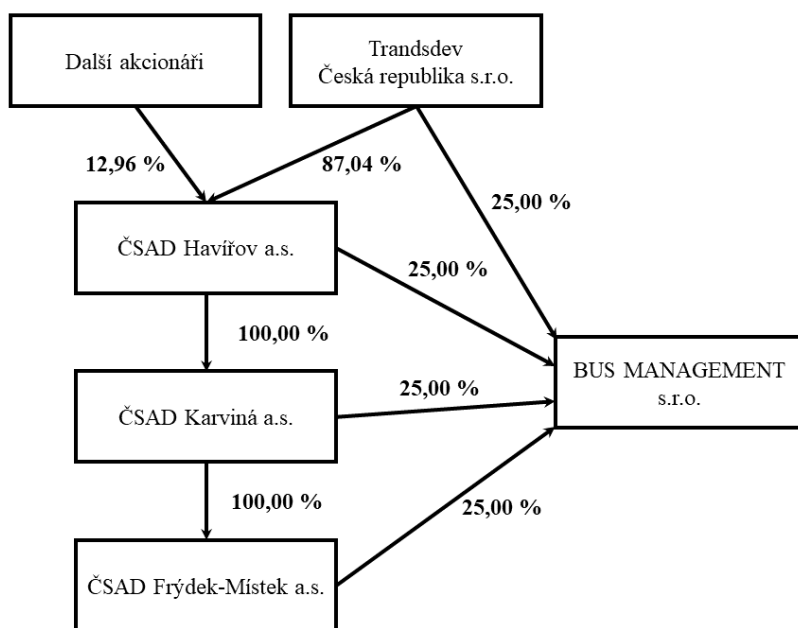 Další akcionáři
Trandsdev
Česká republika s.r.o.
12,96 %
87,04 %
25,00 %
ČSAD Havířov a.s.
25,00 %
100,00 %
BUS MANAGEMENT
s.r.o.
25,00 %
ČSAD Karviná a.s.
100,00 %
25,00 %
ČSAD Frýdek-Místek a.s.